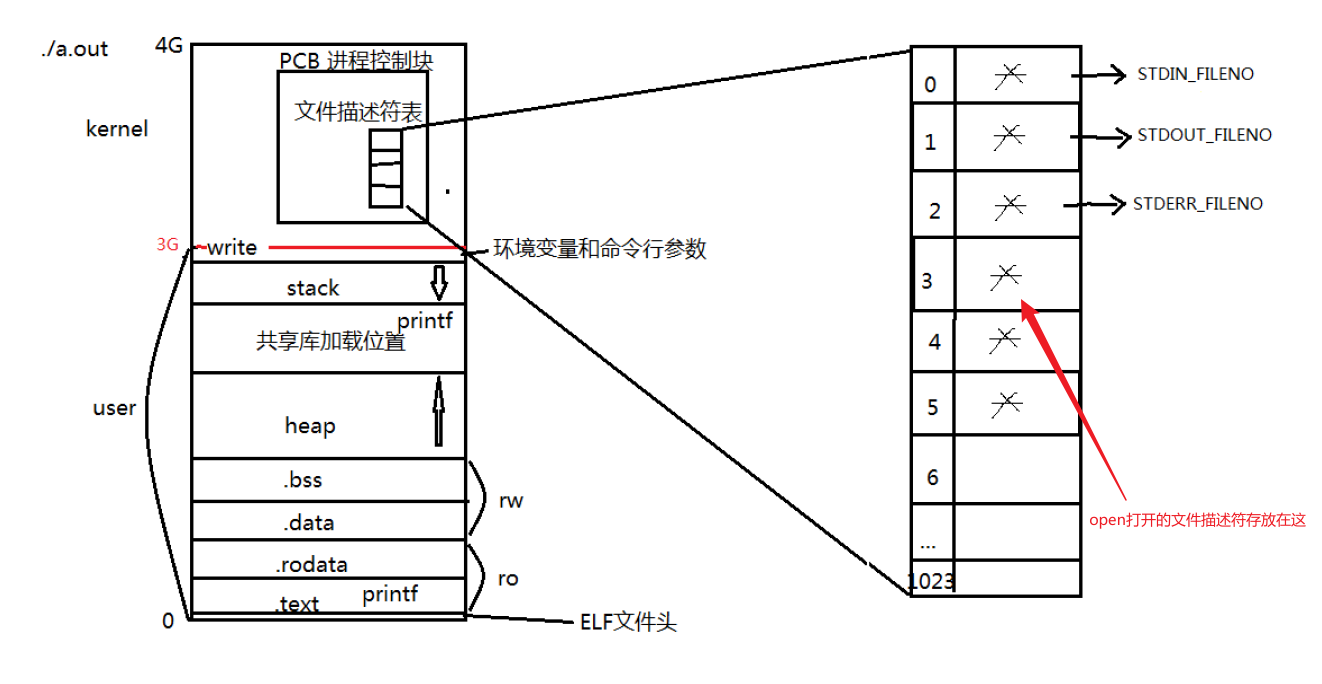 ./a.out
4G
PCB 进程控制块
文件描述符表
kernel
3G
write
环境变量和命令行参数
stack
printf
共享库加载位置
user
heap
.bss
rw
.data
.rodata
ro
.text
printf
0
ELF文件头
0
STDIN_FILENO
1
STDOUT_FILENO
2
STDERR_FILENO
3
4
5
6
open打开的文件描述符存放在这
...
1023